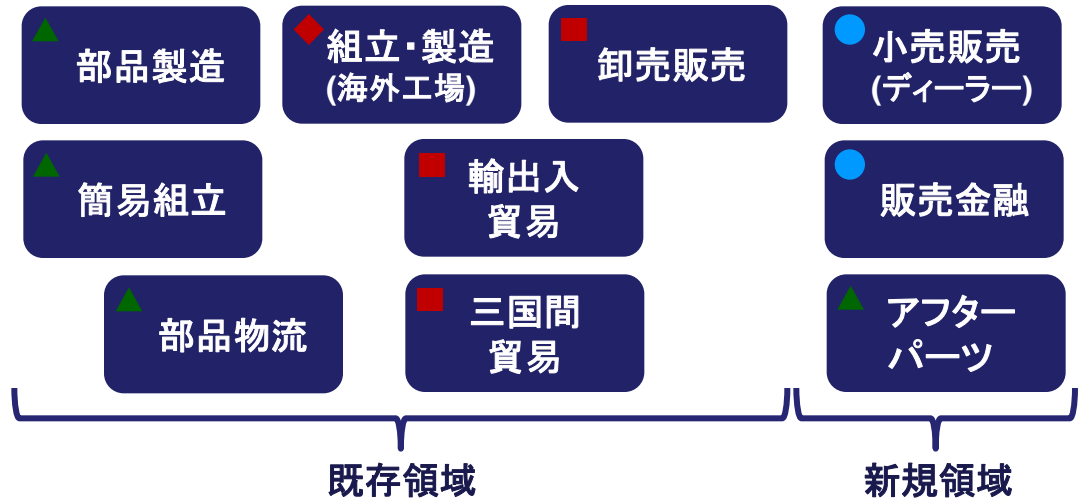 部品製造
組立・製造
(海外工場)
卸売販売
小売販売
(ディーラー)
簡易組立
輸出入
貿易
販売金融
部品物流
三国間
貿易
アフター
パーツ
既存領域
新規領域